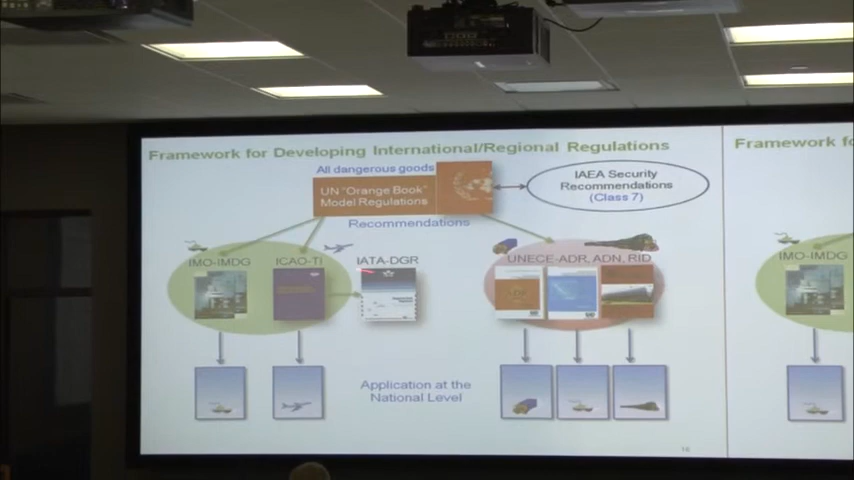 Framework for Developing International/Regional Regulations
All dangerous goods
UN "Orange Book"
Model Regulations
IAEA Security
Recommendations
(Class 7)
Recommendations
IMO-IMDG
ICAO-TI
IATA-DGR
UNECE-ADR, ADN, RID
Application at the
National Level
16
Framework fo
IMO-IMDG